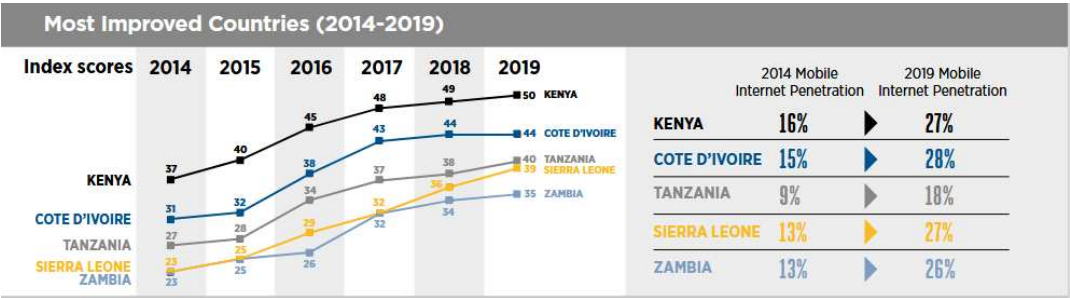 Most Improved Countries (2014-2019)
Index scores 2014 2015 2016 2017 2018 2019
KENYA 37 40 45 48 49 50 KENYA
COTE D'IVOIRE 31 32 38 43 44 44 COTE D'IVOIRE
TANZANIA 27 28 34 37 38 40 TANZANIA
SIERRA LEONE 23 25 29 32 36 39 SIERRA LEONE
ZAMBIA 23 25 26 32 34 35 ZAMBIA
2014 Mobile 2019 Mobile
Internet Penetration Internet Penetration
KENYA 16% 27%
COTE D'IVOIRE 15% 28%
TANZANIA 9% 18%
SIERRA LEONE 13% 27%
ZAMBIA 13% 26%